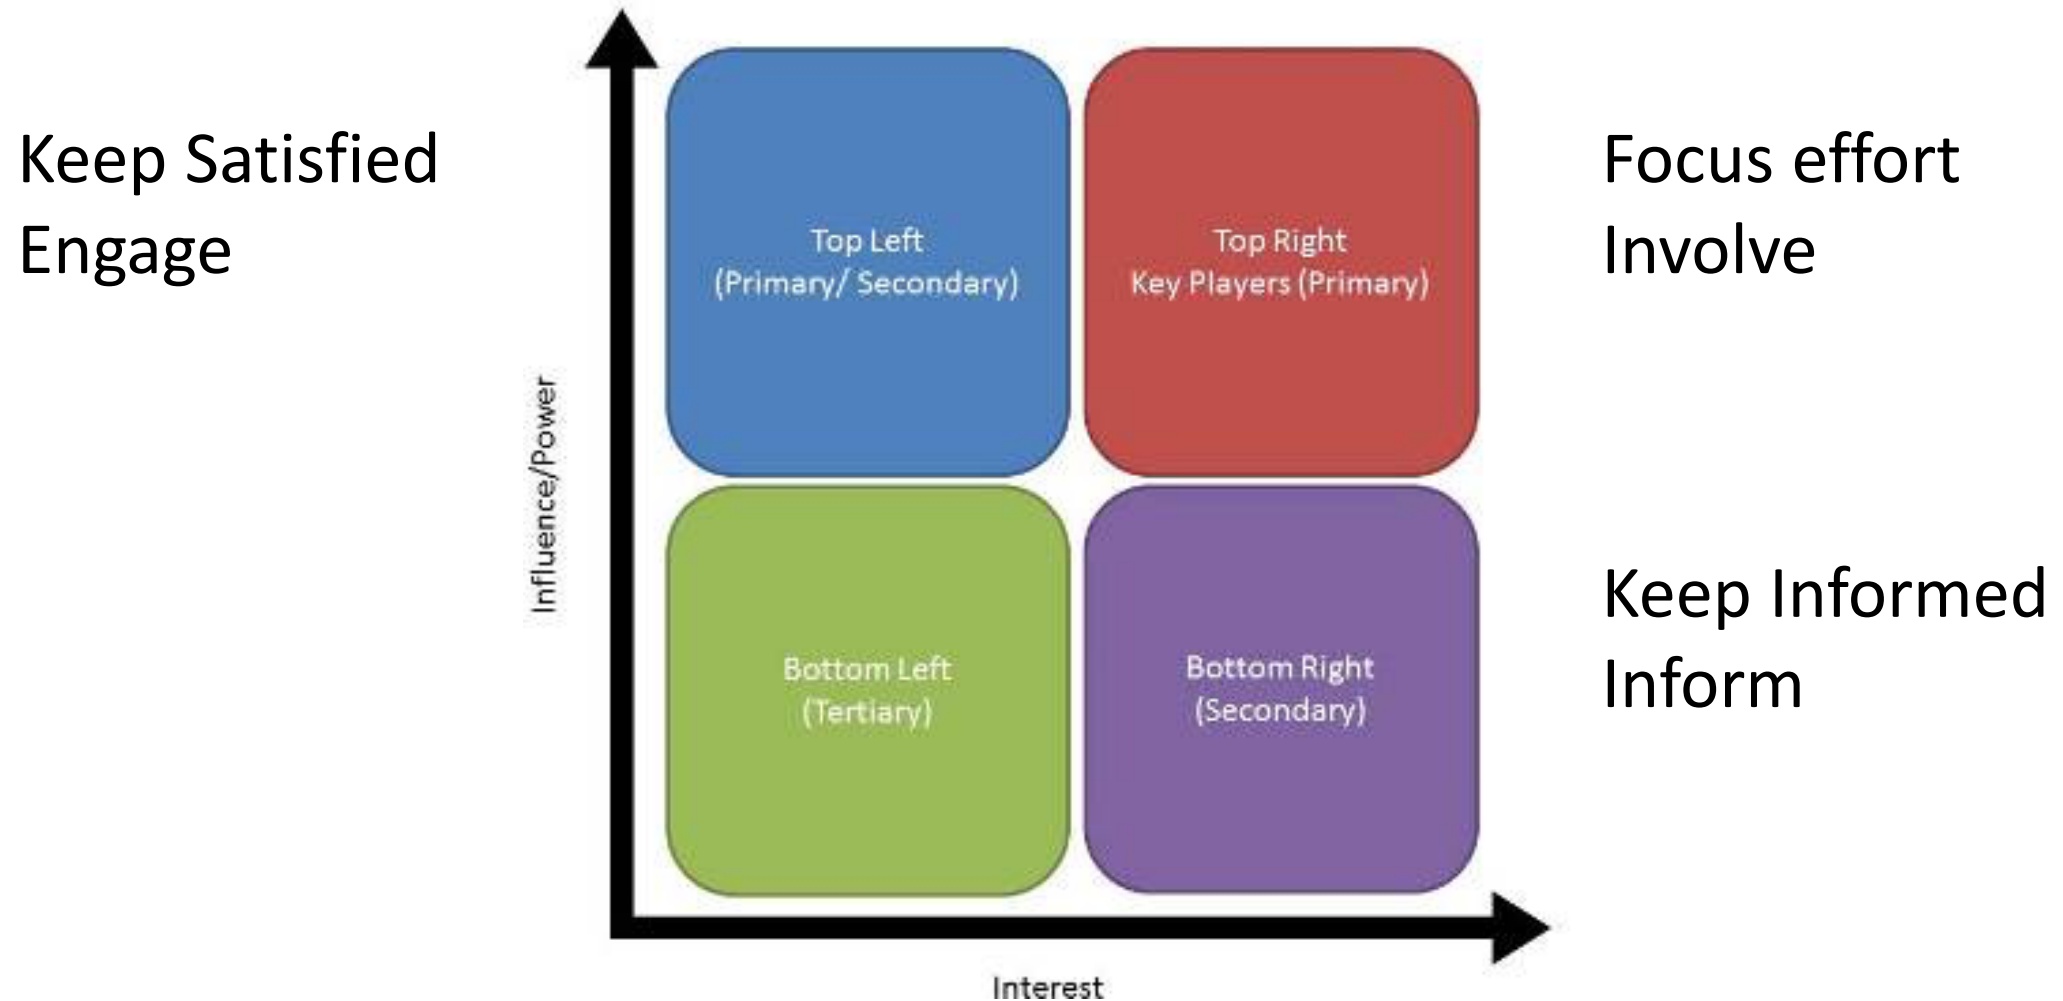 Keep Satisfied
Engage
Top Left
(Primary/ Secondary)
Top Right
Key Players (Primary)
Focus effort
Involve
Influence/Power
Bottom Left
(Tertiary)
Bottom Right
(Secondary)
Keep Informed
Inform
Interest